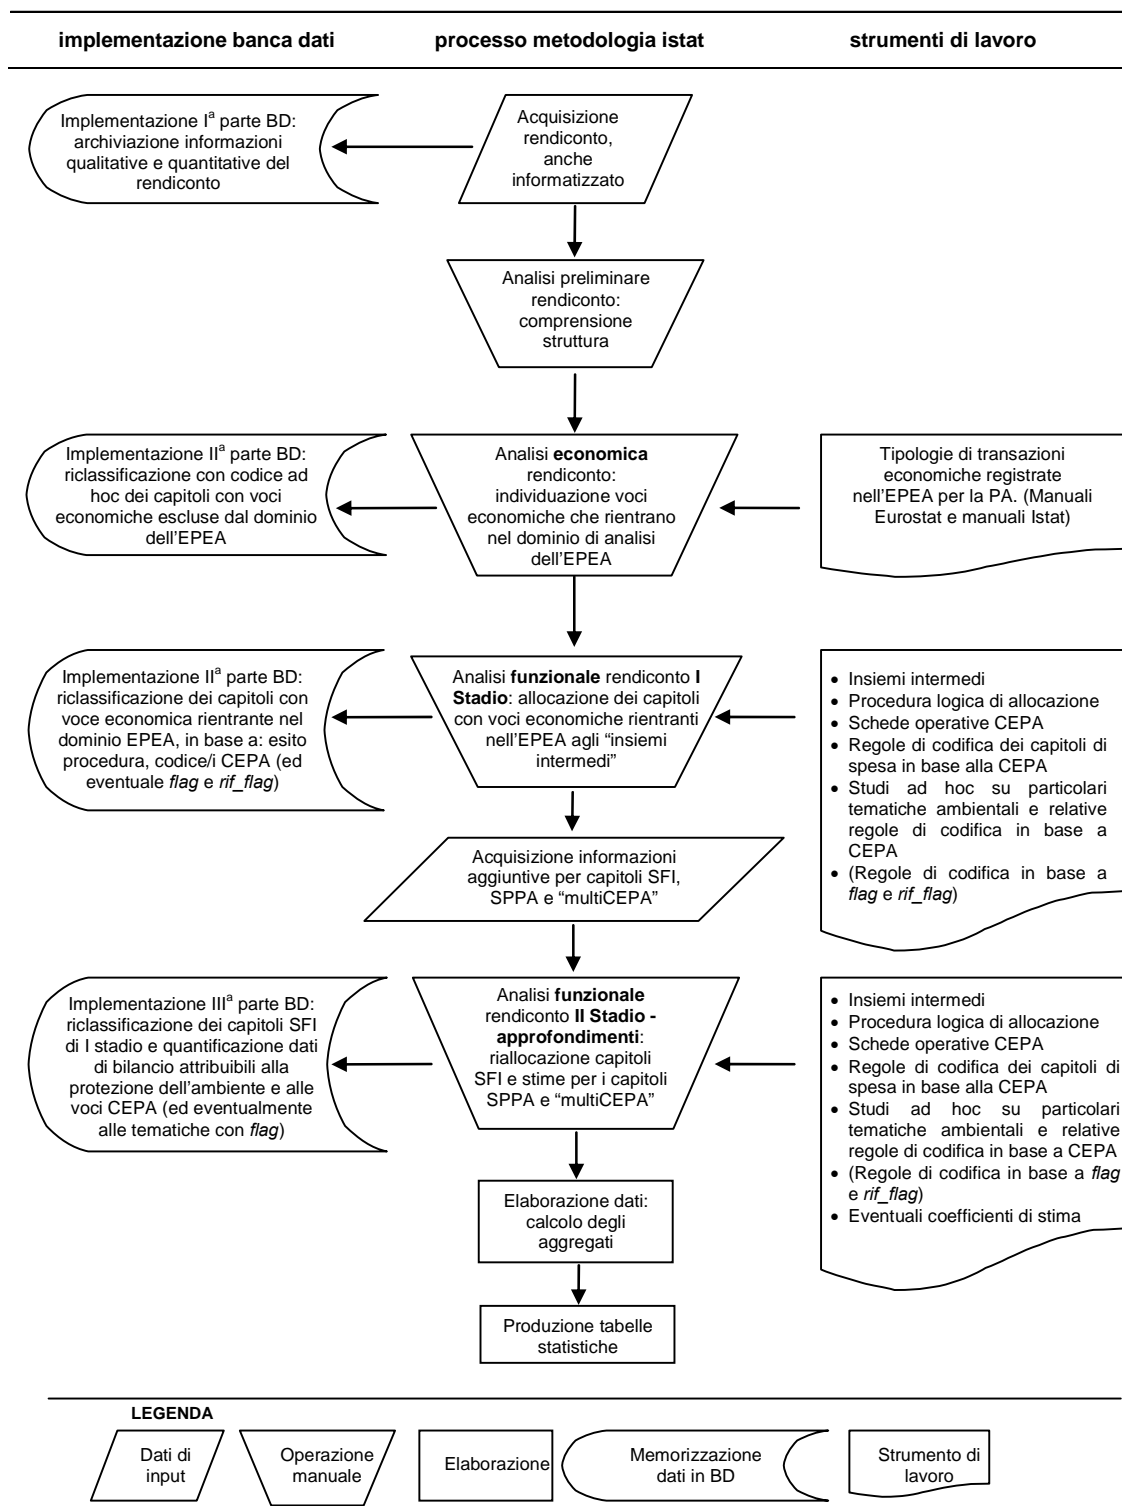 implementazione banca dati
processo metodologia istat
strumenti di lavoro
Implementazione Iª parte BD:
archiviazione informazioni
qualitative e quantitative del
rendiconto
Acquisizione
rendiconto,
anche
informatizzato
Analisi preliminare
rendiconto:
comprensione
struttura
Implementazione IIª parte BD:
riclassificazione con codice ad
hoc dei capitoli con voci
economiche escluse dal dominio
dell’EPEA
Analisi economica
rendiconto:
individuazione voci
economiche che rientrano
nel dominio di analisi
dell’EPEA
Tipologie di transazioni
economiche registrate
nell’EPEA per la PA. (Manuali
Eurostat e manuali Istat)
Implementazione IIª parte BD:
riclassificazione dei capitoli con
voce economica rientrante nel
dominio EPEA, in base a: esito
procedura, codice/i CEPA (ed
eventuale flag e rif_flag)
Analisi funzionale rendiconto I
Stadio: allocazione dei capitoli
con voci economiche rientranti
nell’EPEA agli “insiemi
intermedi”
• Insiemi intermedi
• Procedura logica di allocazione
• Schede operative CEPA
• Regole di codifica dei capitoli di
spesa in base alla CEPA
• Studi ad hoc su particolari
tematiche ambientali e relative
regole di codifica in base a
CEPA
• (Regole di codifica in base a
flag e rif_flag)
Acquisizione informazioni
aggiuntive per capitoli SFI,
SPPA e “multiCEPA”
Implementazione IIIª parte BD:
riclassificazione dei capitoli SFI
di I stadio e quantificazione dati
di bilancio attribuibili alla
protezione dell’ambiente e alle
voci CEPA (ed eventualmente
alle tematiche con flag)
Analisi funzionale
rendiconto II Stadio -
approfondimenti:
riallocazione capitoli
SFI e stime per i capitoli
SPPA e “multiCEPA”
• Insiemi intermedi
• Procedura logica di allocazione
• Schede operative CEPA
• Regole di codifica dei capitoli di
spesa in base alla CEPA
• Studi ad hoc su particolari
tematiche ambientali e relative
regole di codifica in base a CEPA
• (Regole di codifica in base a flag
e rif_flag)
• Eventuali coefficienti di stima
Elaborazione dati:
calcolo degli
aggregati
Produzione tabelle
statistiche
LEGENDA
Dati di
input
Operazione
manuale
Elaborazione
Memorizzazione
dati in BD
Strumento di
lavoro